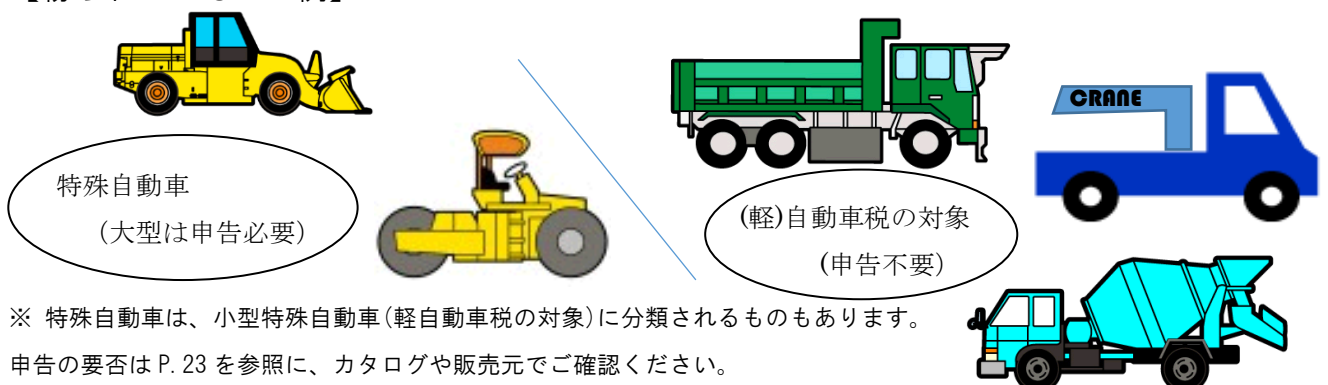 特殊自動車
(大型は申告必要)
CRANE
(軽)自動車税の対象
(申告不要)
※ 特殊自動車は、小型特殊自動車(軽自動車税の対象)に分類されるものもあります。
申告の要否は P.23 を参照に、カタログや販売元でご確認ください。